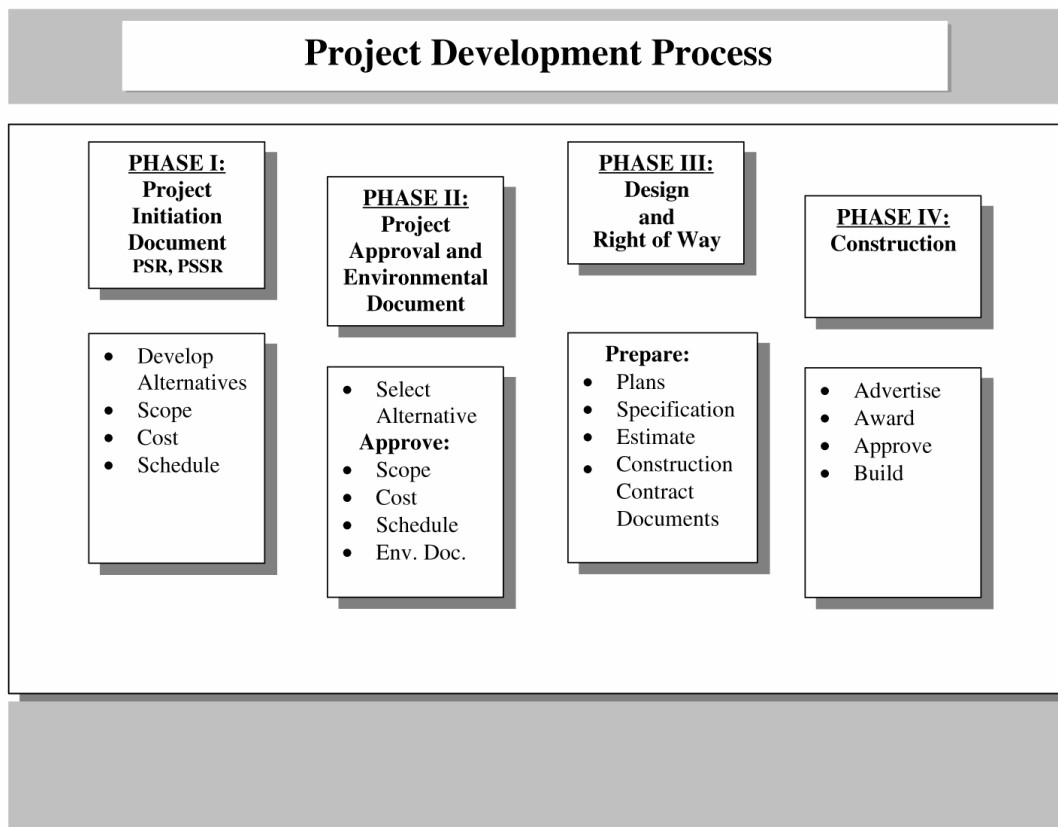 Project Development Process
PHASE I:
Project
Initiation
Document
PSR, PSSR
• Develop
Alternatives
• Scope
• Cost
• Schedule
PHASE II:
Project
Approval and
Environmental
Document
• Select
Alternative
Approve:
• Scope
• Cost
• Schedule
• Env. Doc.
PHASE III:
Design
and
Right of Way
Prepare:
• Plans
• Specification
• Estimate
• Construction
Contract
Documents
PHASE IV:
Construction
• Advertise
• Award
• Approve
• Build